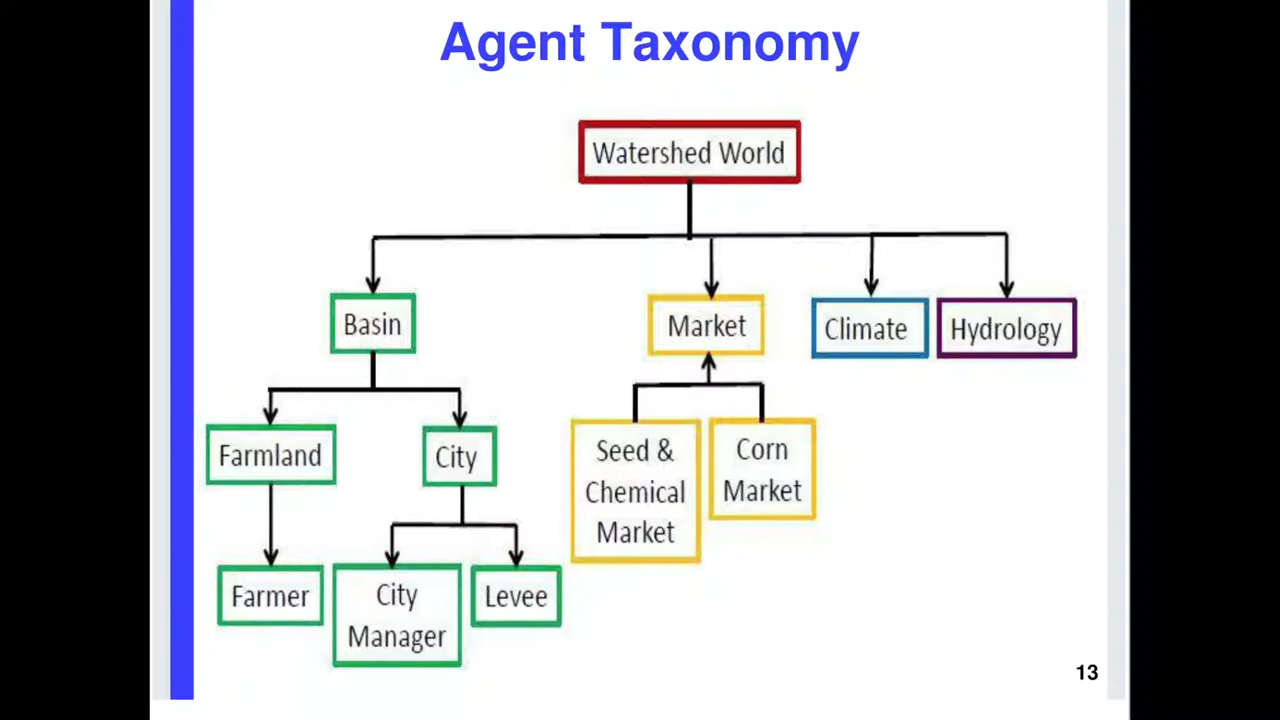 Agent Taxonomy
Watershed World
Basin
Market
Climate
Hydrology
Farmland
City
Seed &
Chemical
Market
Corn
Market
Farmer
City
Manager
Levee
13